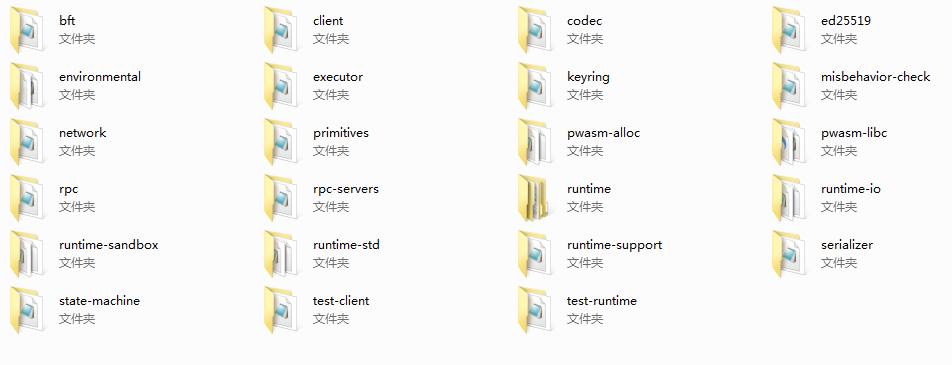 bft
文件夹
client
文件夹
codec
文件夹
ed25519
文件夹
environmental
文件夹
executor
文件夹
keyring
文件夹
misbehavior-check
文件夹
network
文件夹
primitives
文件夹
pwasm-alloc
文件夹
pwasm-libc
文件夹
rpc
文件夹
rpc-servers
文件夹
runtime
文件夹
runtime-io
文件夹
runtime-sandbox
文件夹
runtime-std
文件夹
runtime-support
文件夹
serializer
文件夹
state-machine
文件夹
test-client
文件夹
test-runtime
文件夹